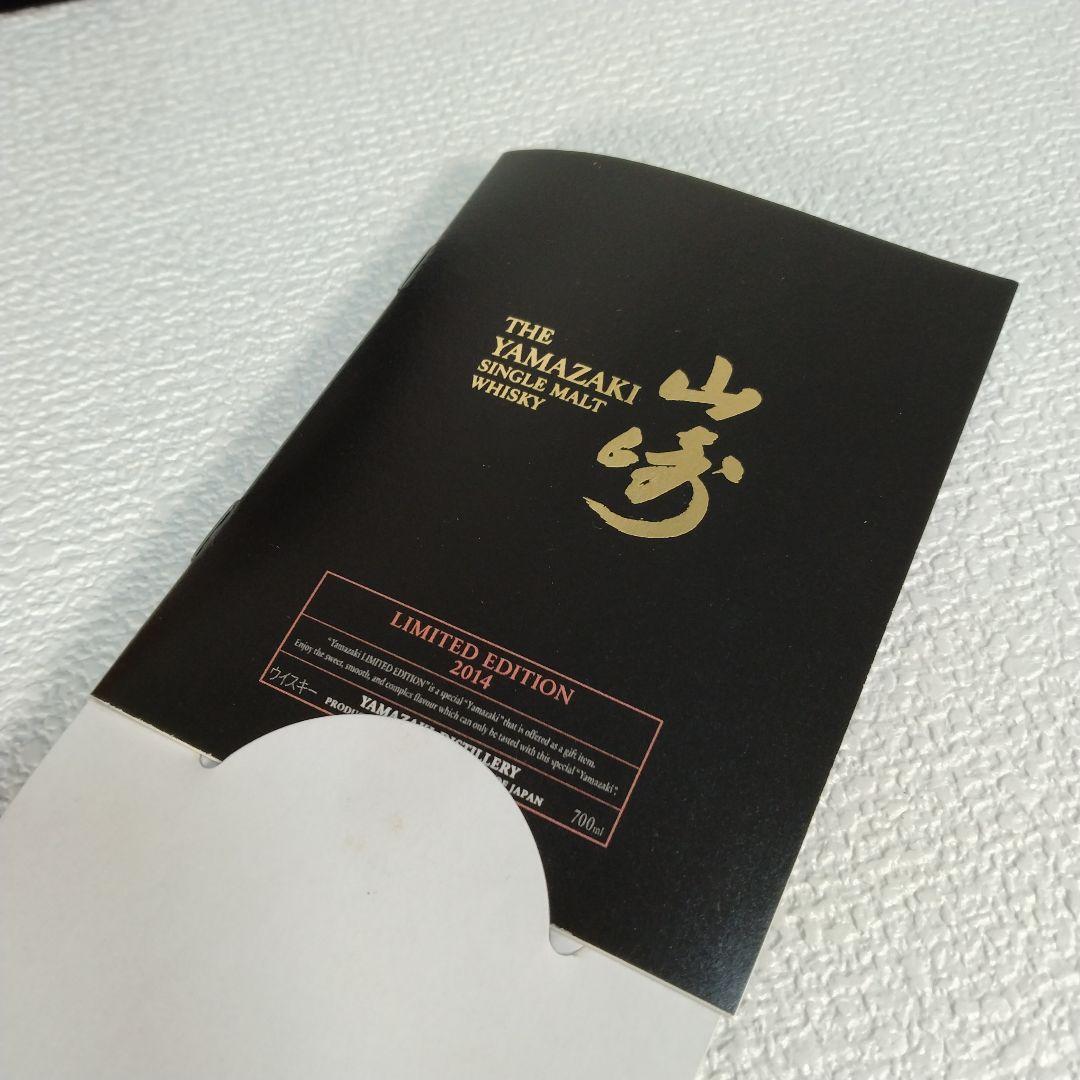 THE
YAMAZAKI
SINGLE MALT
WHISKY
山崎
LIMITED EDITION
2014
"Yamazaki LIMITED EDITION" is a special "Yamazaki" that is offered as a gift item.
Enjoy the sweet, smooth, and complex flavour which can only be tasted with this special "Yamazaki".
ウイスキー
YAMAZAKI DISTILLERY
JAPAN
700ml